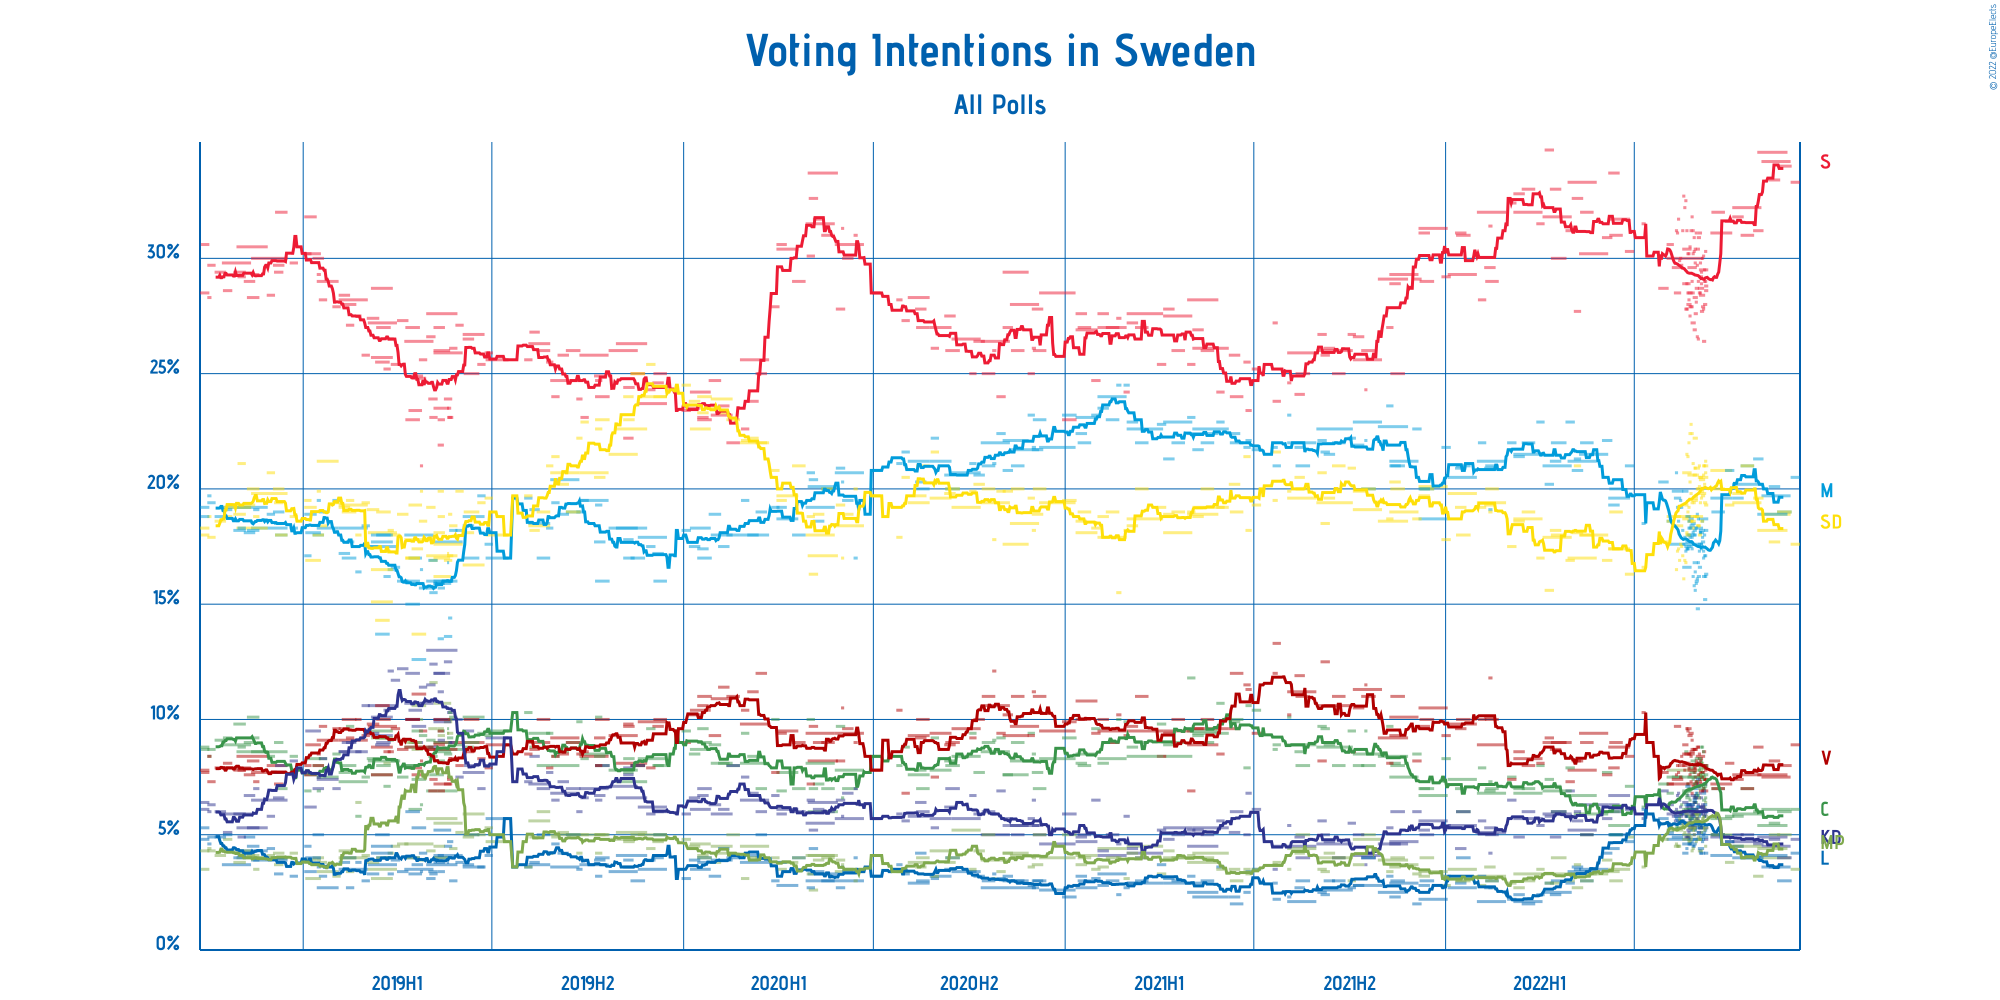 Voting Intentions in Sweden
All Polls
© 2022 @EuropeElects
30%
25%
20%
15%
10%
5%
0%
S
M
SD
V
C
KD
MP
L
2019H1
2019H2
2020H1
2020H2
2021H1
2021H2
2022H1